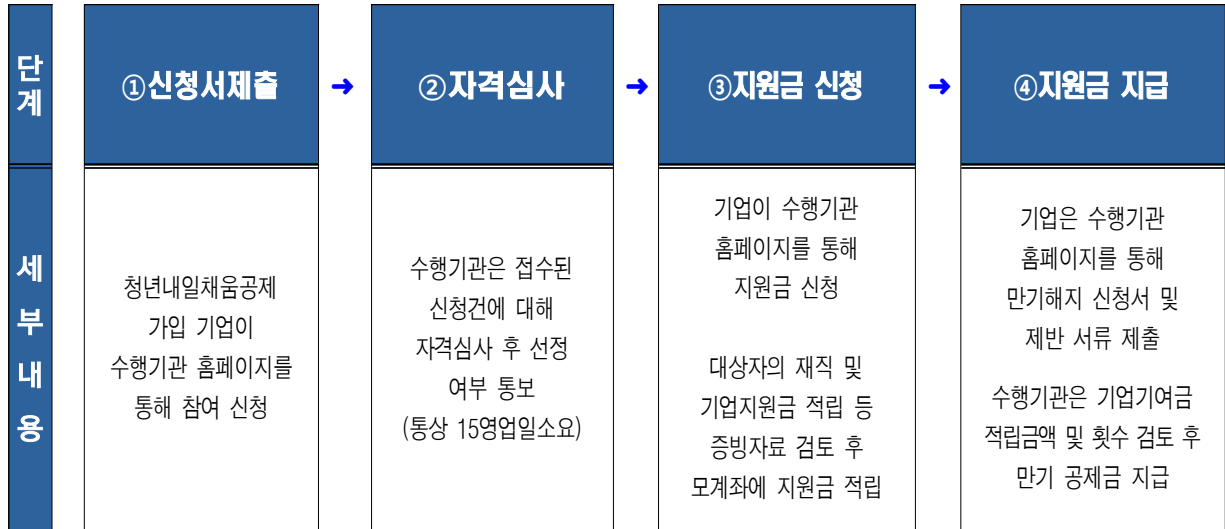 단계
①신청서제출 ➜ ②자격심사 ➜ ③지원금 신청 ➜ ④지원금 지급
세부내용
청년내일채움공제
가입 기업이
수행기관 홈페이지를
통해 참여 신청
수행기관은 접수된
신청건에 대해
자격심사 후 선정
여부 통보
(통상 15영업일소요)
기업이 수행기관
홈페이지를 통해
지원금 신청
대상자의 재직 및
기업지원금 적립 등
증빙자료 검토 후
모계좌에 지원금 적립
기업은 수행기관
홈페이지를 통해
만기해지 신청서 및
제반 서류 제출
수행기관은 기업기여금
적립금액 및 횟수 검토 후
만기 공제금 지급